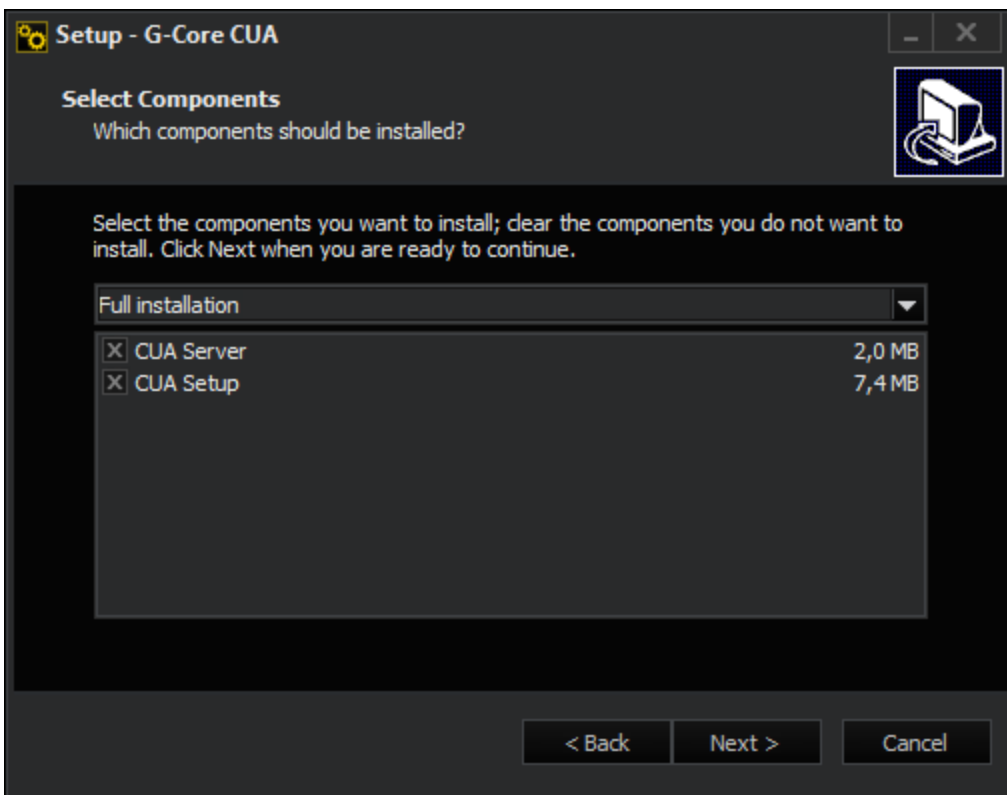 Setup - G-Core CUA
Select Components
Which components should be installed?
Select the components you want to install; clear the components you do not want to
install. Click Next when you are ready to continue.
Full installation
CUA Server 2,0 MB
CUA Setup 7,4 MB
< Back Next > Cancel